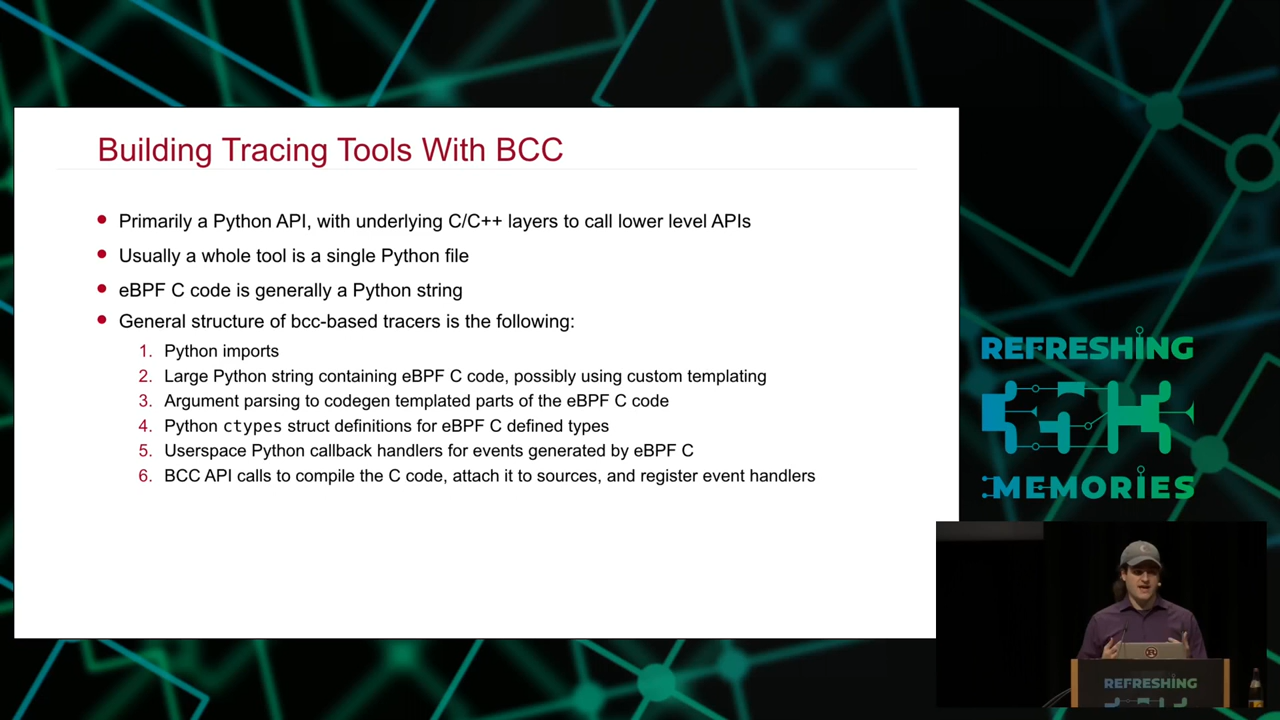 Building Tracing Tools With BCC
Primarily a Python API, with underlying C/C++ layers to call lower level APIs
Usually a whole tool is a single Python file
eBPF C code is generally a Python string
General structure of bcc-based tracers is the following:
1. Python imports
2. Large Python string containing eBPF C code, possibly using custom templating
3. Argument parsing to codegen templated parts of the eBPF C code
4. Python ctypes struct definitions for eBPF C defined types
5. Userspace Python callback handlers for events generated by eBPF C
6. BCC API calls to compile the C code, attach it to sources, and register event handlers
REFRESHING
MEMORIES
REFRESHING